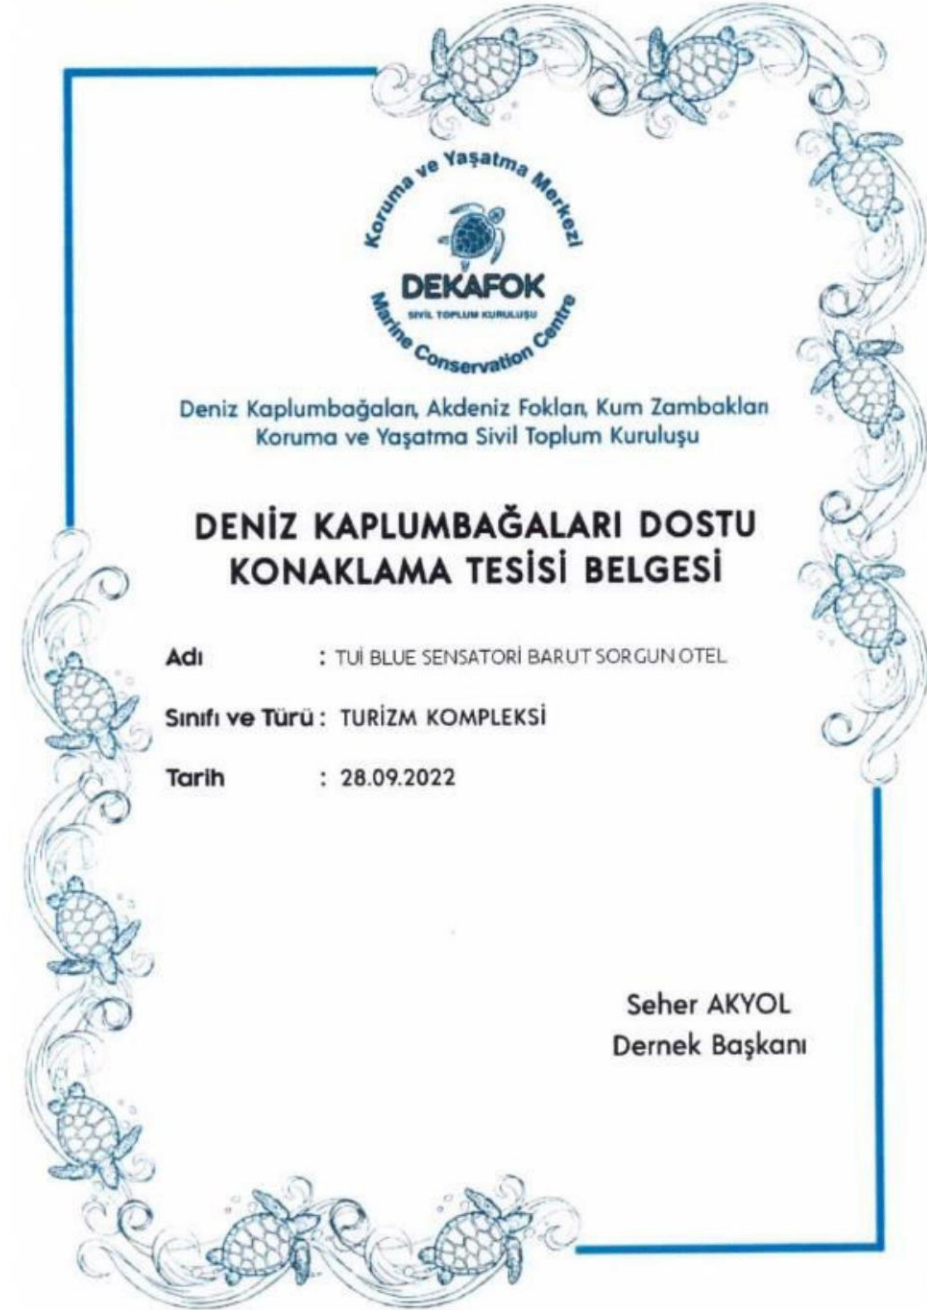 Koruma ve Yaşatma Merkezi
DEKAFOK
SİVİL TOPLUM KURULUŞU
Marine Conservation Centre
Deniz Kaplumbağaları, Akdeniz Fokları, Kum Zambakları
Koruma ve Yaşatma Sivil Toplum Kuruluşu
DENİZ KAPLUMBAĞALARI DOSTU
KONAKLAMA TESİSİ BELGESİ
Adı : TUİ BLUE SENSATORİ BARUT SORGUN OTEL
Sınıfı ve Türü : TURİZM KOMPLEKSİ
Tarih : 28.09.2022
Seher AKYOL
Dernek Başkanı